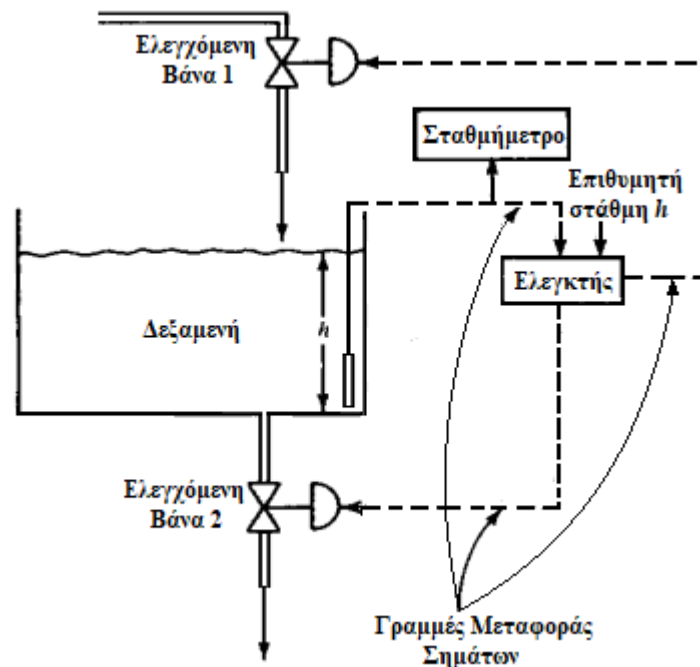 Ελεγχόμενη
Βάνα 1
Σταθμήμετρο
Επιθυμητή
στάθμη h
Ελεγκτής
Δεξαμενή
h
Ελεγχόμενη
Βάνα 2
Γραμμές Μεταφοράς
Σημάτων